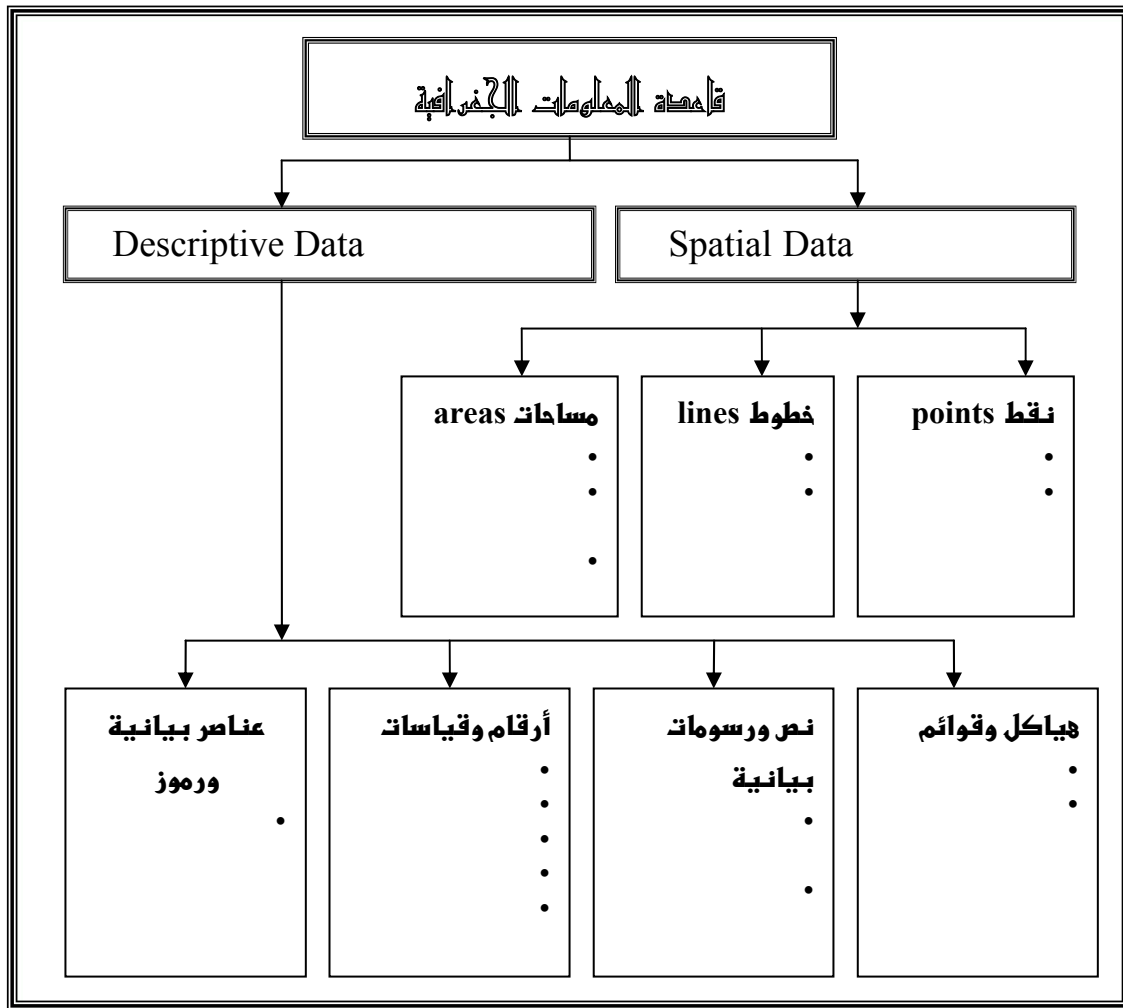 قاعدة المعلومات الجغرافية
Spatial Data
Descriptive Data
نقط points
•
•
خطوط lines
•
•
مساحات areas
•
•
•
هياكل وقوائم
•
•
نص ورسومات
بيانية
•
•
أرقام وقياسات
•
•
•
•
•
عناصر بيانية
ورموز
•